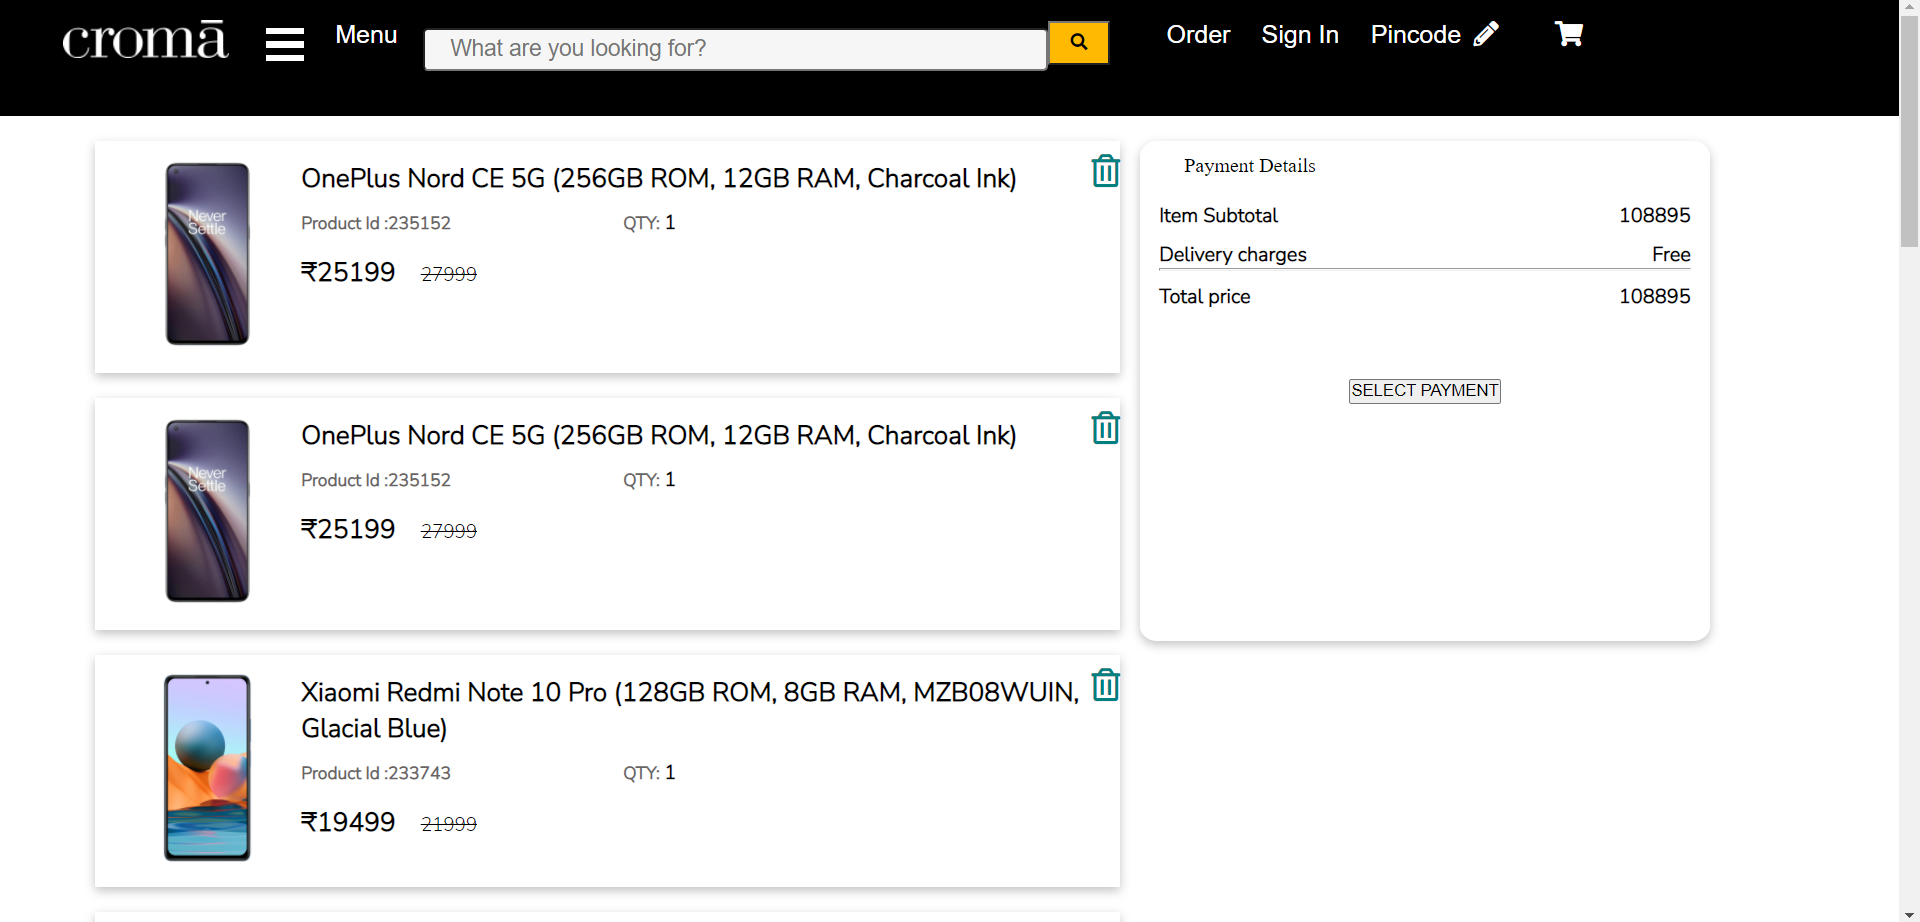 cromā
Menu
What are you looking for?
Order
Sign In
Pincode
OnePlus Nord CE 5G (256GB ROM, 12GB RAM, Charcoal Ink)
Product Id :235152
QTY: 1
₹25199 27999
Never
Settle
OnePlus Nord CE 5G (256GB ROM, 12GB RAM, Charcoal Ink)
Product Id :235152
QTY: 1
₹25199 27999
Never
Settle
Xiaomi Redmi Note 10 Pro (128GB ROM, 8GB RAM, MZB08WUIN,
Glacial Blue)
Product Id :233743
QTY: 1
₹19499 21999
Payment Details
Item Subtotal 108895
Delivery charges Free
Total price 108895
SELECT PAYMENT